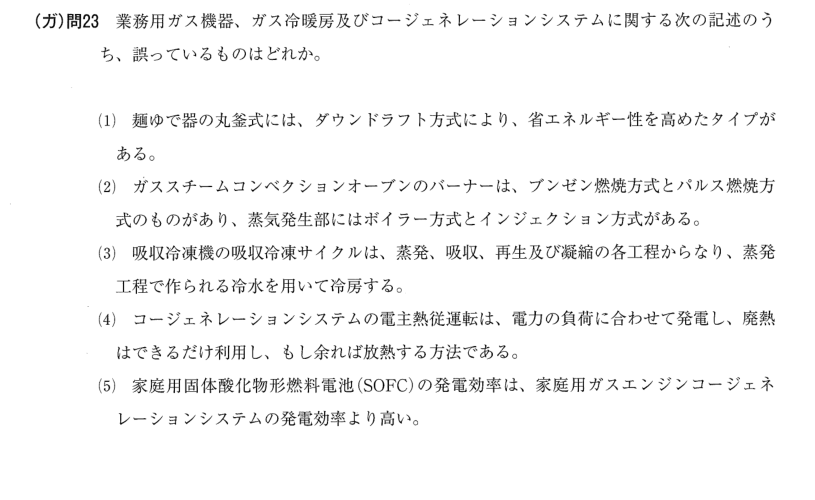 (ガ)問23　業務用ガス機器、ガス冷暖房及びコージェネレーションシステムに関する次の記述のう
ち、誤っているものはどれか。
(1)　麺ゆで器の丸釜式には、ダウンドラフト方式により、省エネルギー性を高めたタイプが
ある。
(2)　ガススチームコンベクションオーブンのバーナーは、ブンゼン燃焼方式とパルス燃焼方
式のものがあり、蒸気発生部にはボイラー方式とインジェクション方式がある。
(3)　吸収冷凍機の吸収冷凍サイクルは、蒸発、吸収、再生及び凝縮の各工程からなり、蒸発
工程で作られる冷水を用いて冷房する。
(4)　コージェネレーションシステムの電主熱従運転は、電力の負荷に合わせて発電し、廃熱
はできるだけ利用し、もし余れば放熱する方法である。
(5)　家庭用固体酸化物形燃料電池(SOFC)の発電効率は、家庭用ガスエンジンコージェネ
レーションシステムの発電効率より高い。